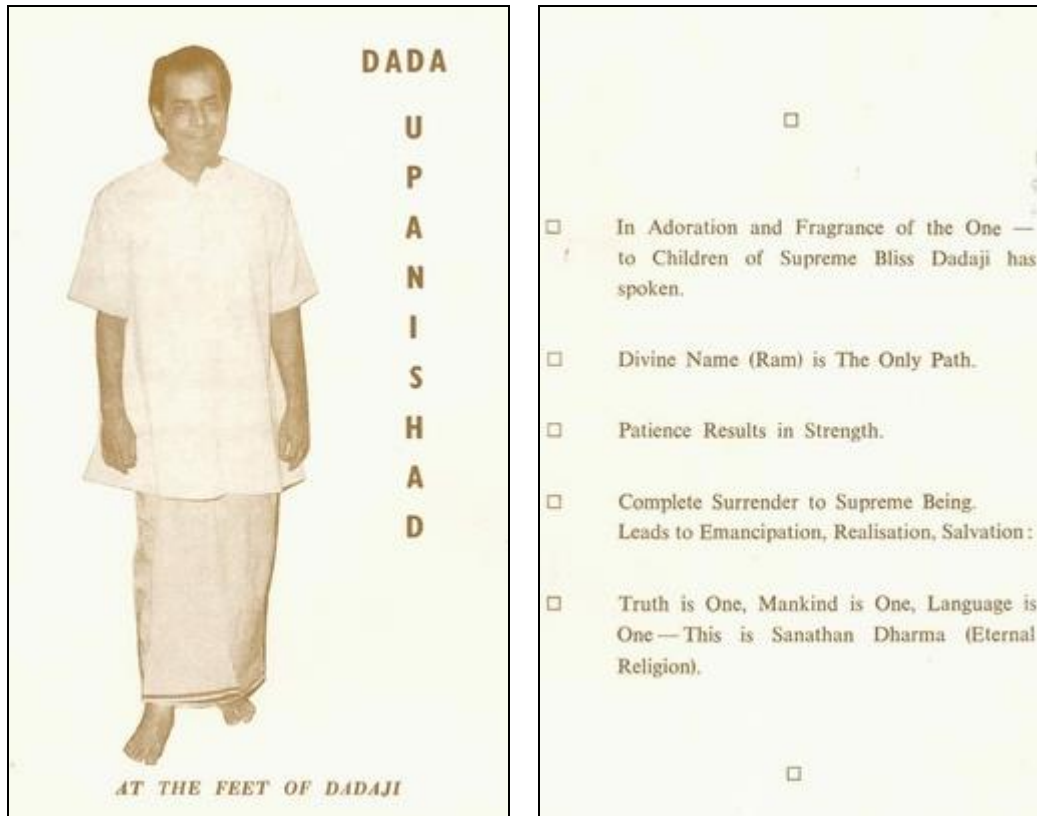 DADA
UPANISHAD
AT THE FEET OF DADAJI
In Adoration and Fragrance of the One —
to Children of Supreme Bliss Dadaji has
spoken.
Divine Name (Ram) is The Only Path.
Patience Results in Strength.
Complete Surrender to Supreme Being.
Leads to Emancipation, Realisation, Salvation :
Truth is One, Mankind is One, Language is
One — This is Sanathan Dharma (Eternal
Religion).